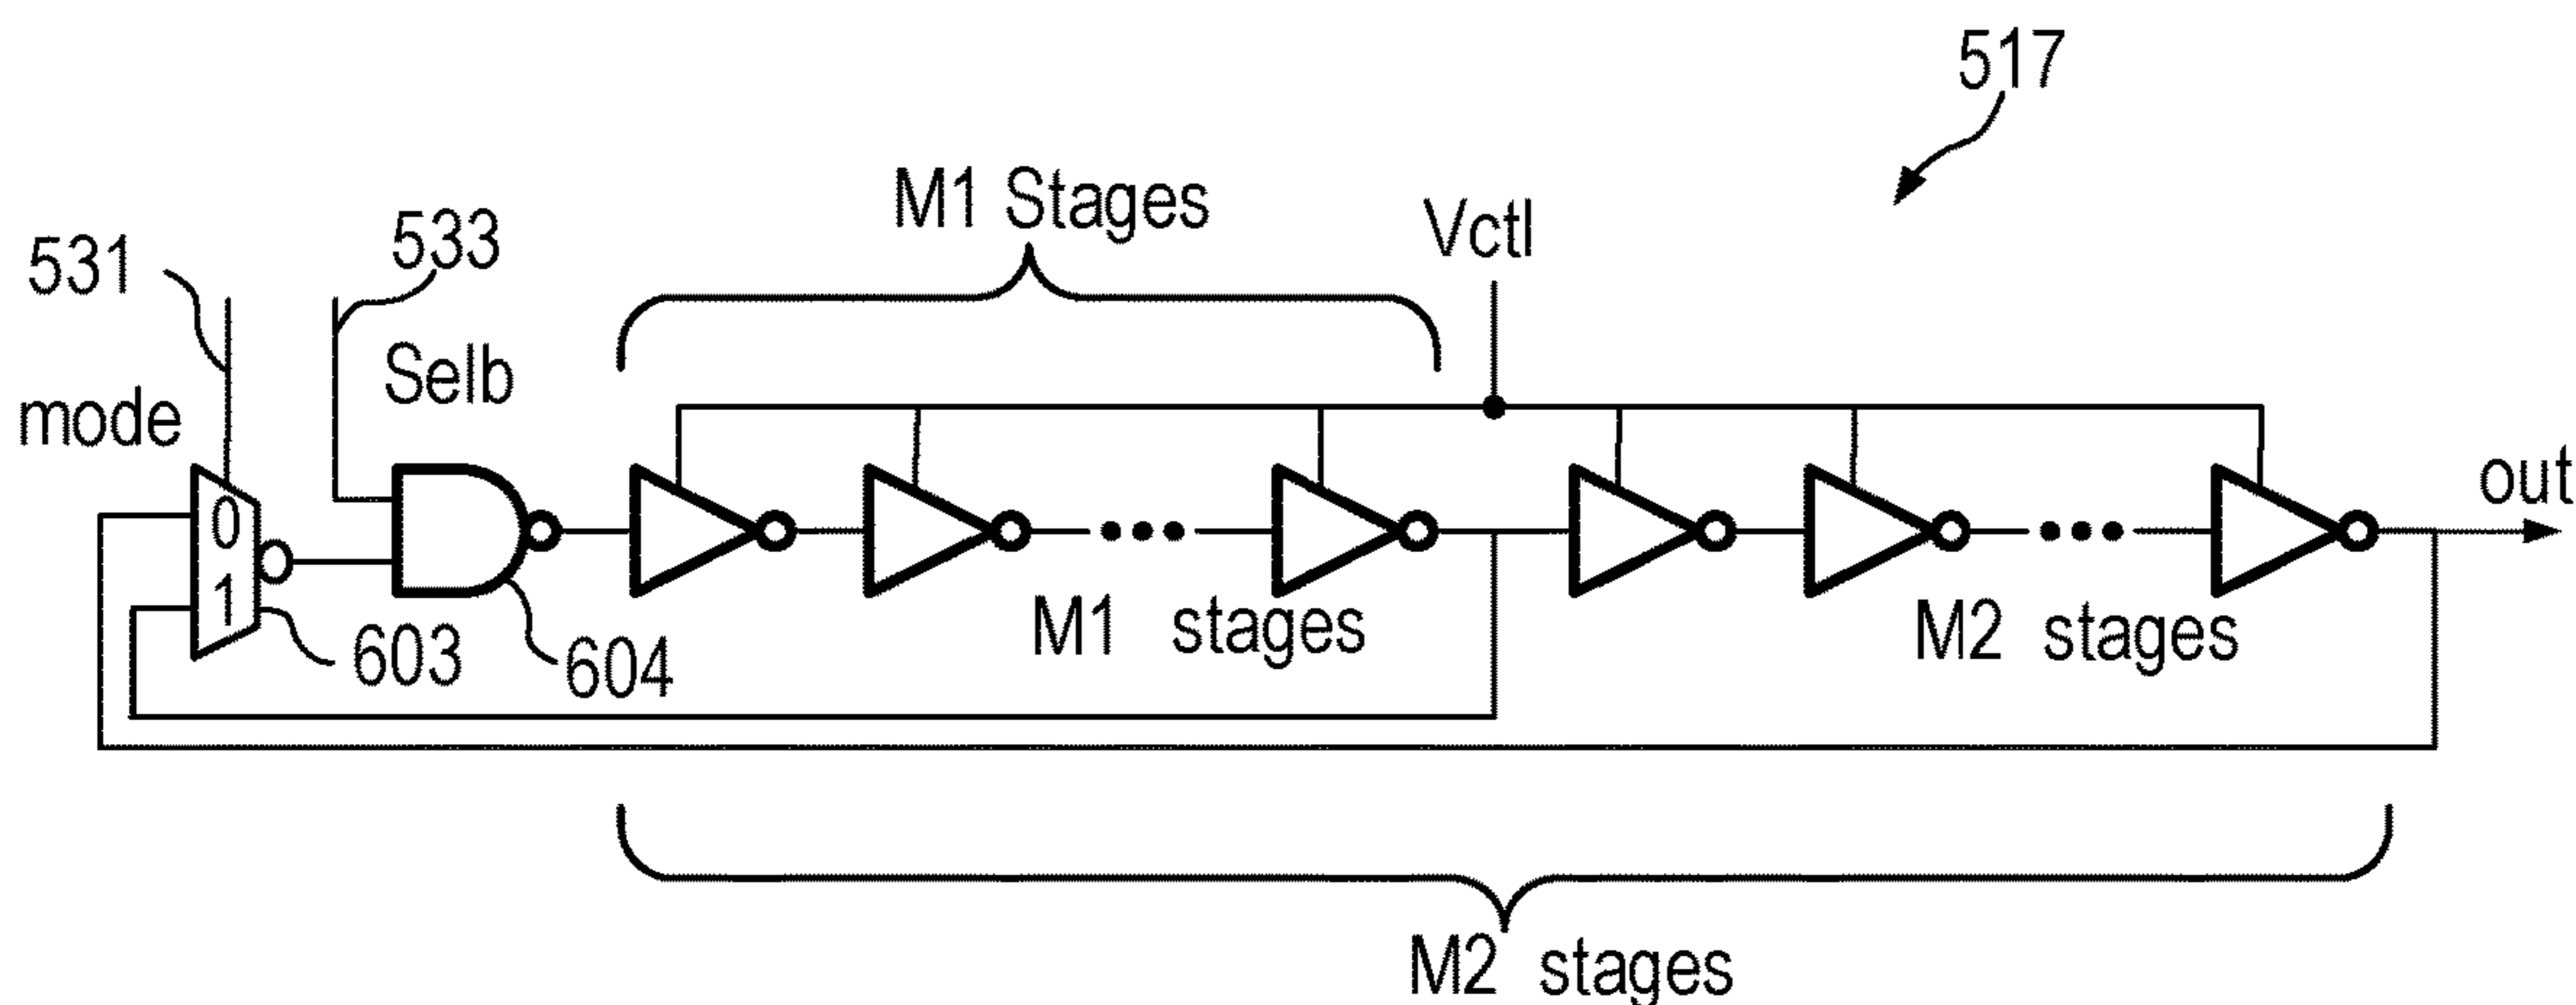 517
M1 Stages
Vctl
531
533
Selb
mode
0
1
out
603
604
M1 stages
M2 stages
M2 stages